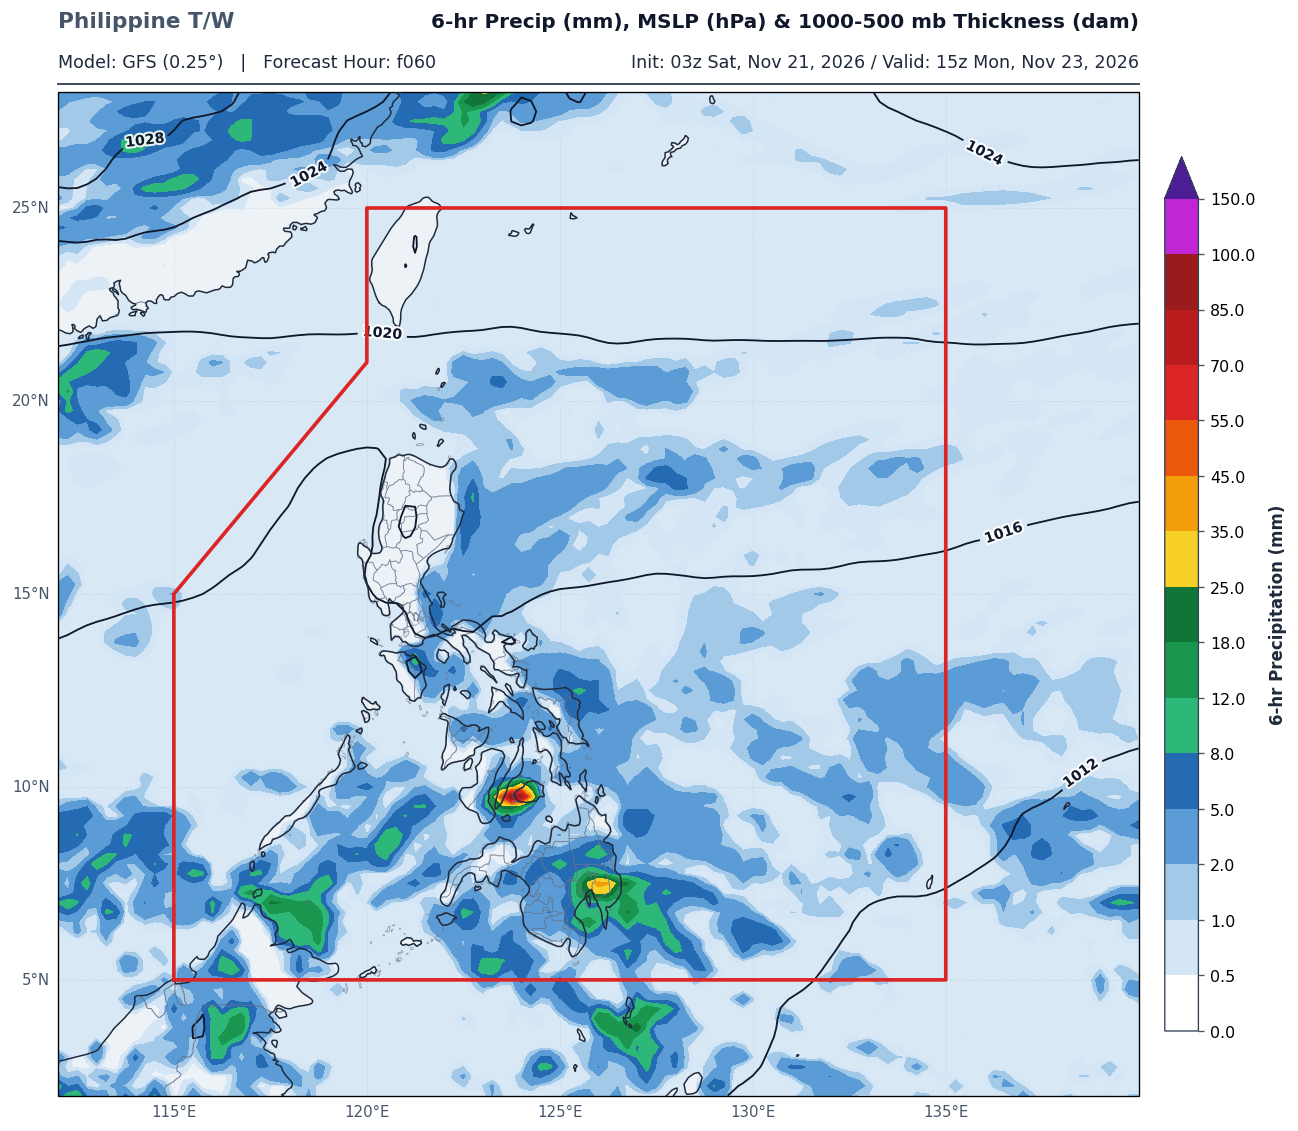 Philippine T/W
6-hr Precip (mm), MSLP (hPa) & 1000-500 mb Thickness (dam)
Model: GFS (0.25°) | Forecast Hour: f060
Init: 03z Sat, Nov 21, 2026 / Valid: 15z Mon, Nov 23, 2026
1028
1024
1024
1020
1016
1012
25°N
20°N
15°N
10°N
5°N
115°E
120°E
125°E
130°E
135°E
150.0
100.0
85.0
70.0
55.0
45.0
35.0
25.0
18.0
12.0
8.0
5.0
2.0
1.0
0.5
0.0
6-hr Precipitation (mm)